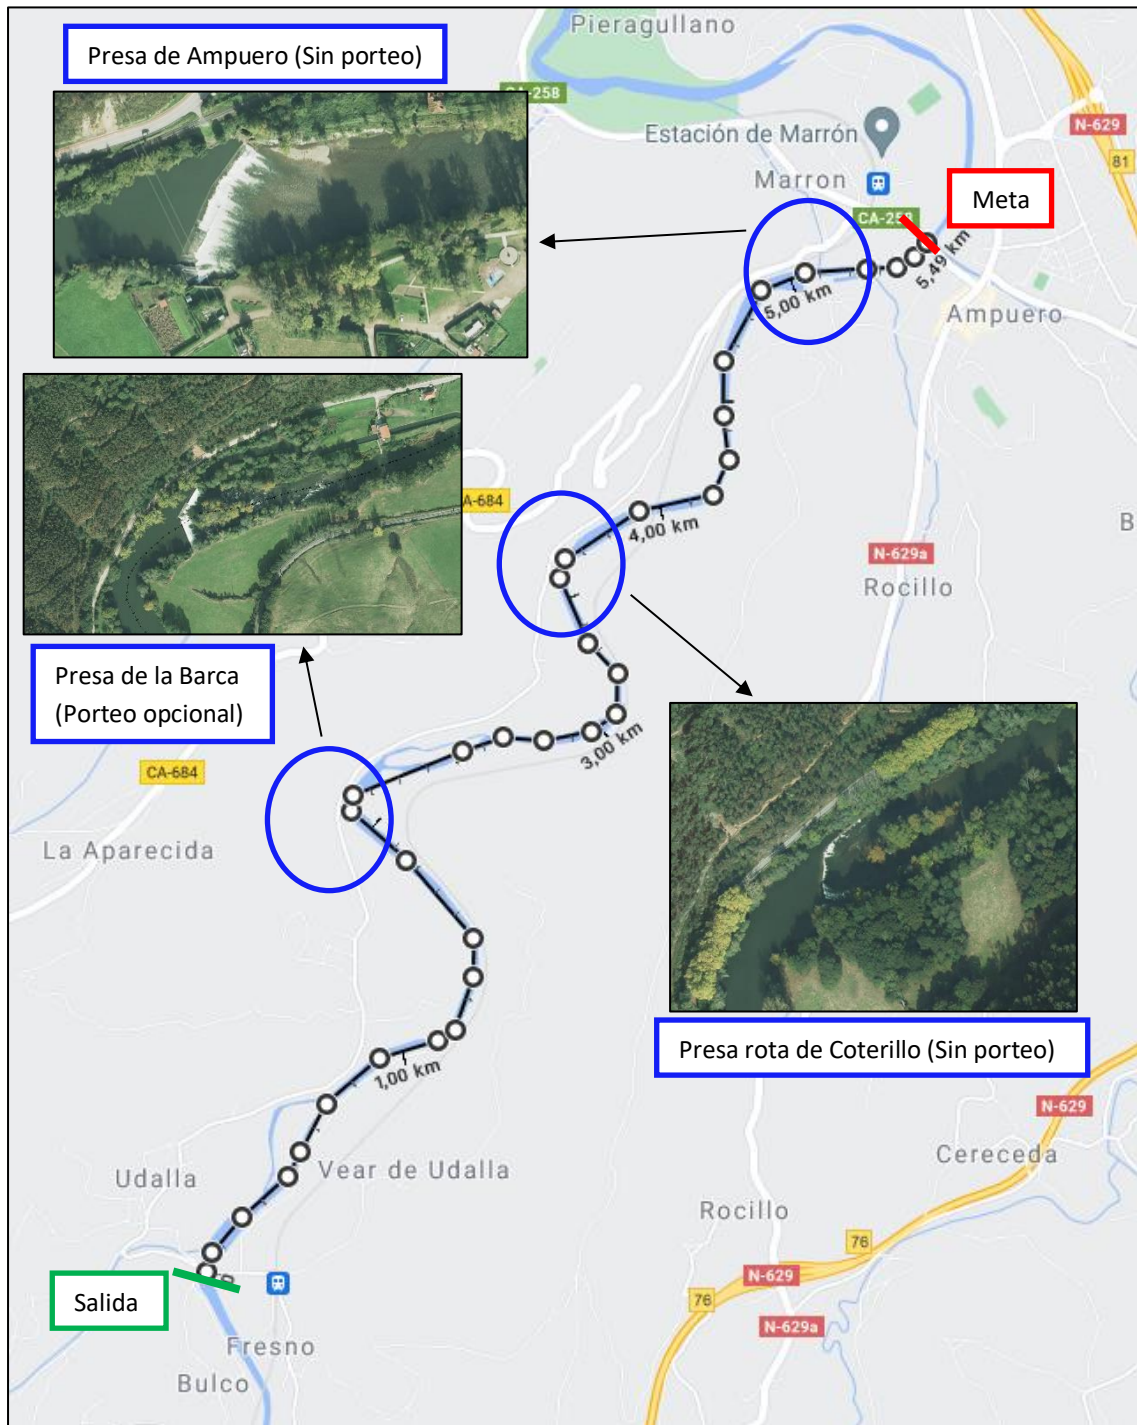 Pieragullano
Presa de Ampuero (Sin porteo)
CA-258
N-629
Estación de Marrón
81
Marron
Meta
CA-258
5,49 km
5,00 km
Ampuero
A-684
4,00 km
B
N-629a
Rocillo
Presa de la Barca
(Porteo opcional)
3,00 km
CA-684
La Aparecida
Presa rota de Coterillo (Sin porteo)
1,00 km
N-629
Cereceda
Udalla
Vear de Udalla
Rocillo
76
N-629
76
Salida
N-629a
Fresno
Bulco